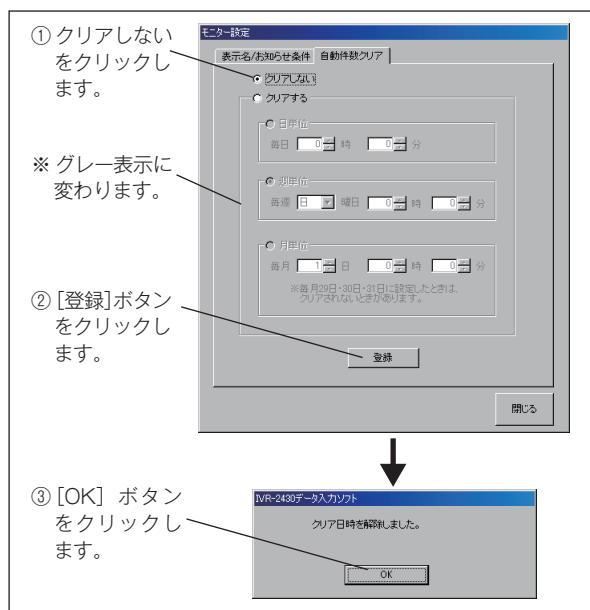 ① クリアしない
をクリックし
ます。
※ グレー表示に
変わります。
② [登録]ボタン
をクリックし
ます。
③ [OK] ボタン
をクリックし
ます。
モニター設定
表示名/お知らせ条件 自動件数クリア
クリアしない
クリアする
日単位
毎日 0 時 0 分
週単位
毎週 日 曜日 0 時 0 分
月単位
毎月 1 日 0 時 0 分
※毎月29日・30日・31日に設定したときは、
クリアされないときがあります。
登録
閉じる
IVR-2430データ入力ソフト
クリア日時を解除しました。
OK